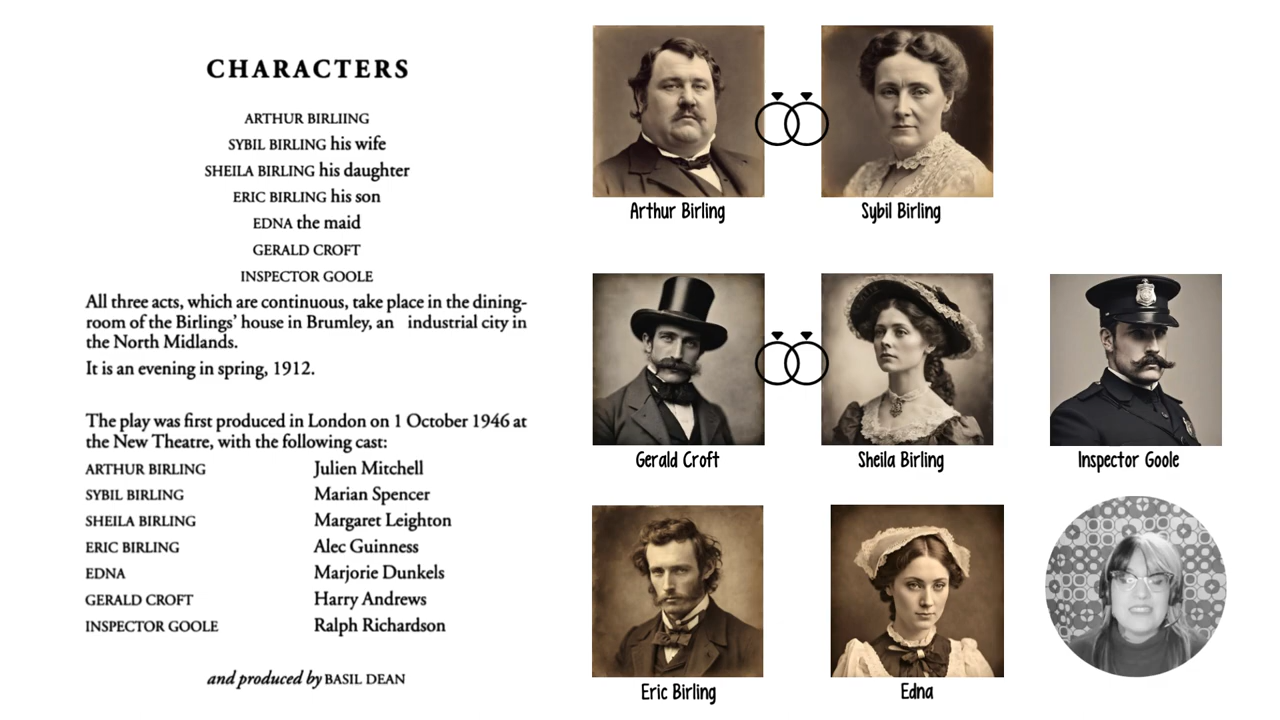 CHARACTERS
ARTHUR BIRLIING
SYBIL BIRLING his wife
SHEILA BIRLING his daughter
ERIC BIRLING his son
EDNA the maid
GERALD CROFT
INSPECTOR GOOLE
All three acts, which are continuous, take place in the dining-
room of the Birlings' house in Brumley, an industrial city in
the North Midlands.
It is an evening in spring, 1912.
The play was first produced in London on 1 October 1946 at
the New Theatre, with the following cast:
ARTHUR BIRLING Julien Mitchell
SYBIL BIRLING Marian Spencer
SHEILA BIRLING Margaret Leighton
ERIC BIRLING Alec Guinness
EDNA Marjorie Dunkels
GERALD CROFT Harry Andrews
INSPECTOR GOOLE Ralph Richardson
and produced by BASIL DEAN
Arthur Birling
Sybil Birling
Gerald Croft
Sheila Birling
Inspector Goole
Eric Birling
Edna